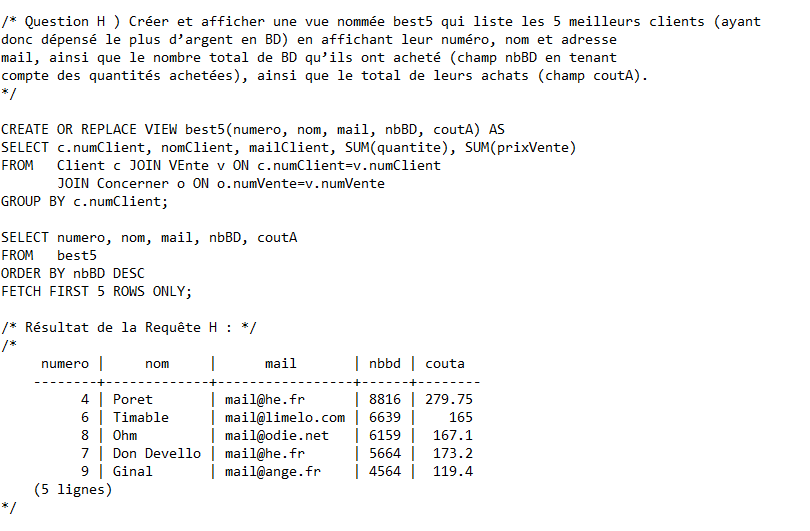 /* Question H ) Créer et afficher une vue nommée best5 qui liste les 5 meilleurs clients (ayant
donc dépensé le plus d’argent en BD) en affichant leur numéro, nom et adresse
mail, ainsi que le nombre total de BD qu’ils ont acheté (champ nbBD en tenant
compte des quantités achetées), ainsi que le total de leurs achats (champ coutA).
*/

CREATE OR REPLACE VIEW best5(numero, nom, mail, nbBD, coutA) AS
SELECT c.numClient, nomClient, mailClient, SUM(quantite), SUM(prixVente)
FROM   Client c JOIN VEnte v ON c.numClient=v.numClient
       JOIN Concerner o ON o.numVente=v.numVente
GROUP BY c.numClient;

SELECT numero, nom, mail, nbBD, coutA
FROM   best5
ORDER BY nbBD DESC
FETCH FIRST 5 ROWS ONLY;

/* Résultat de la Requête H : */
/*
     numero |     nom     |      mail       | nbbd | couta
    --------+-------------+-----------------+------+--------
          4 | Poret       | mail@he.fr      | 8816 | 279.75
          6 | Timable     | mail@limelo.com | 6639 |    165
          8 | Ohm         | mail@odie.net   | 6159 |  167.1
          7 | Don Devello | mail@he.fr      | 5664 |  173.2
          9 | Ginal       | mail@ange.fr    | 4564 |  119.4
    (5 lignes)
*/